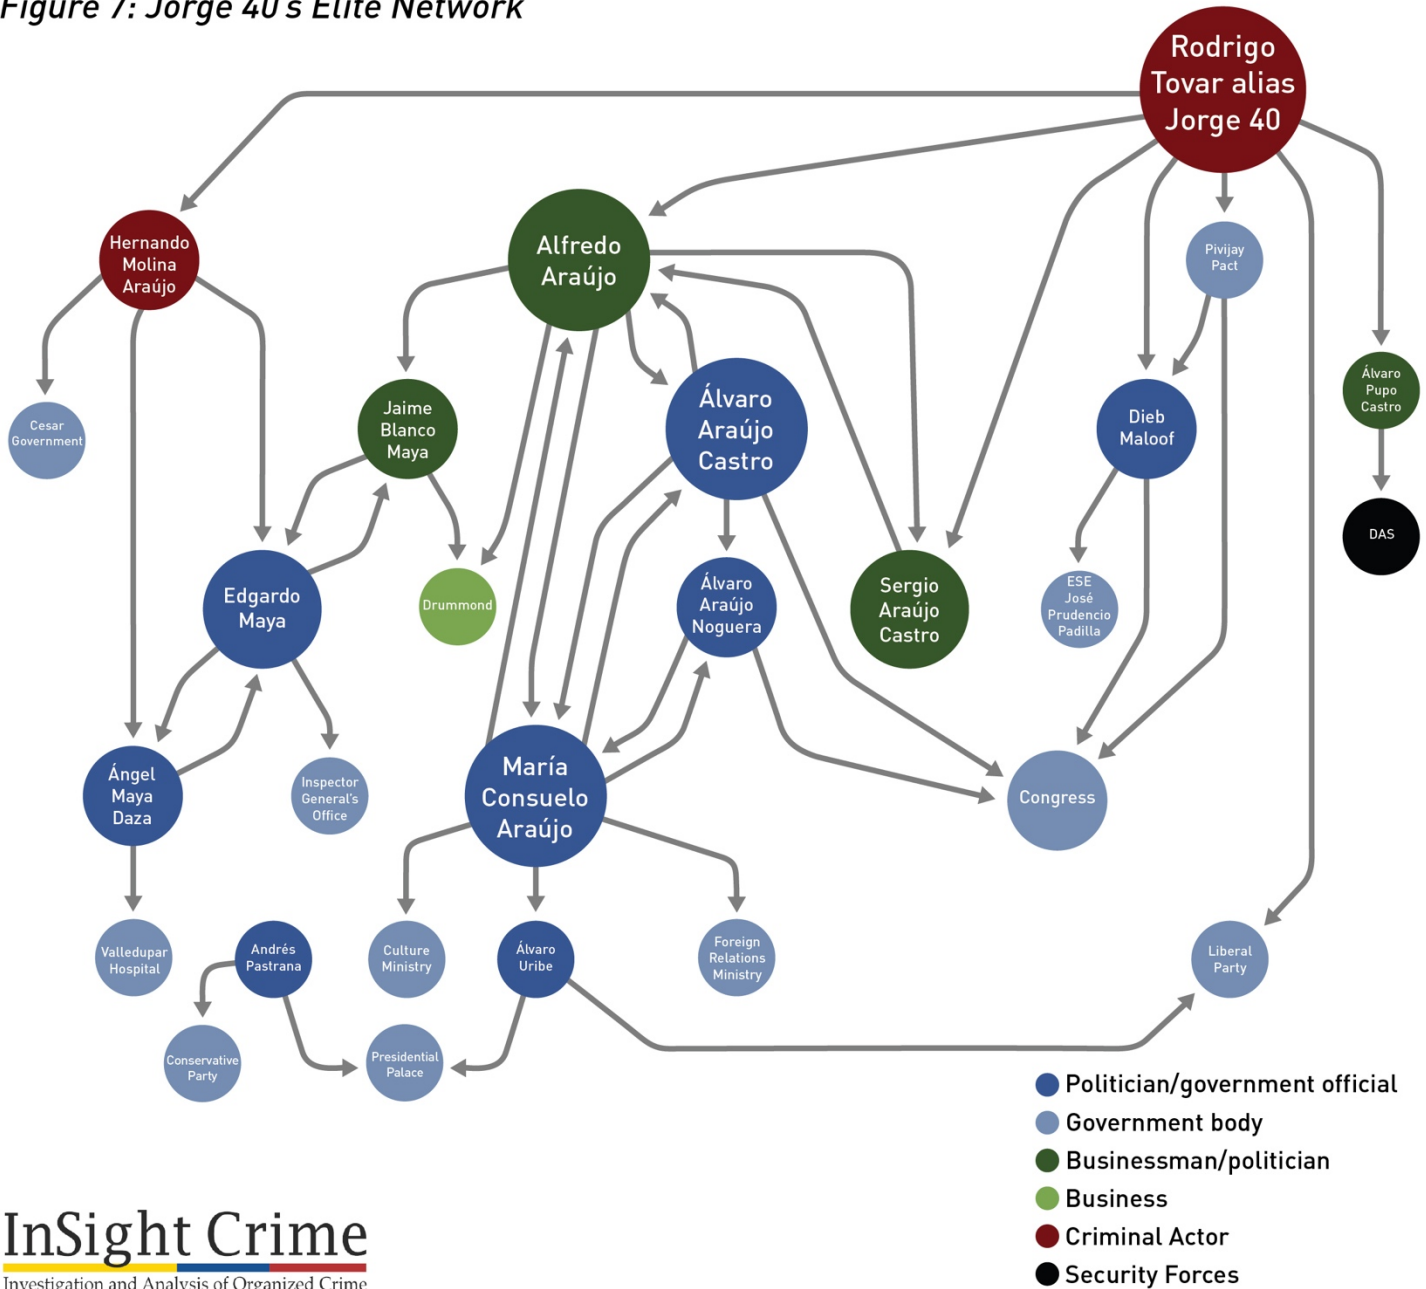 Figure 7: Jorge 40's Elite Network
Rodrigo
Tovar alias
Jorge 40
Hernando
Molina
Araújo
Alfredo
Araújo
Pivijay
Pact
Cesar
Government
Jaime
Blanco
Maya
Álvaro
Araújo
Castro
Dieb
Maloof
Álvaro
Pupo
Castro
DAS
Edgardo
Maya
Drummond
Álvaro
Araújo
Noguera
Sergio
Araújo
Castro
ESE
José
Prudencio
Padilla
Ángel
Maya
Daza
Inspector
General's
Office
María
Consuelo
Araújo
Congress
Valledupar
Hospital
Andrés
Pastrana
Culture
Ministry
Álvaro
Uribe
Foreign
Relations
Ministry
Liberal
Party
Conservative
Party
Presidential
Palace
Politician/government official
Government body
Businessman/politician
Business
Criminal Actor
Security Forces
InSight Crime
Investigation and Analysis of Organized Crime